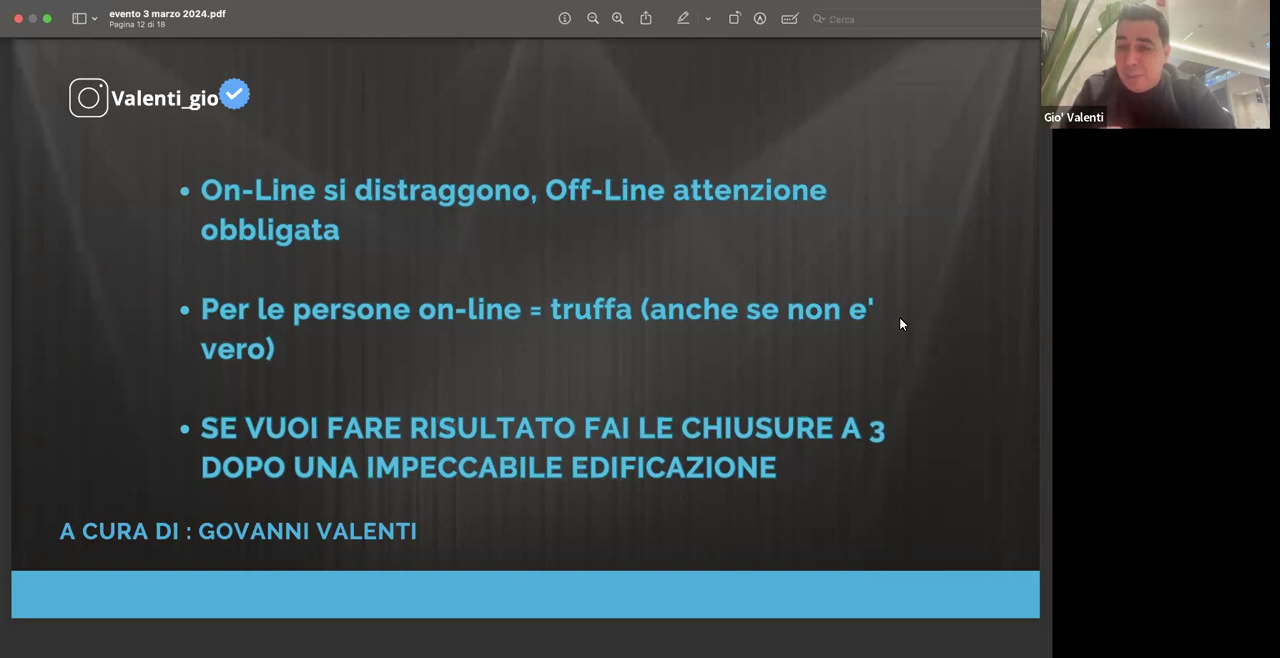 evento 3 marzo 2024.pdf
Pagina 12 di 18
Cerca
Valenti_gio
Gio' Valenti
• On-Line si distraggono, Off-Line attenzione
obbligata
• Per le persone on-line = truffa (anche se non e'
vero)
• SE VUOI FARE RISULTATO FAI LE CHIUSURE A 3
DOPO UNA IMPECCABILE EDIFICAZIONE
A CURA DI : GOVANNI VALENTI